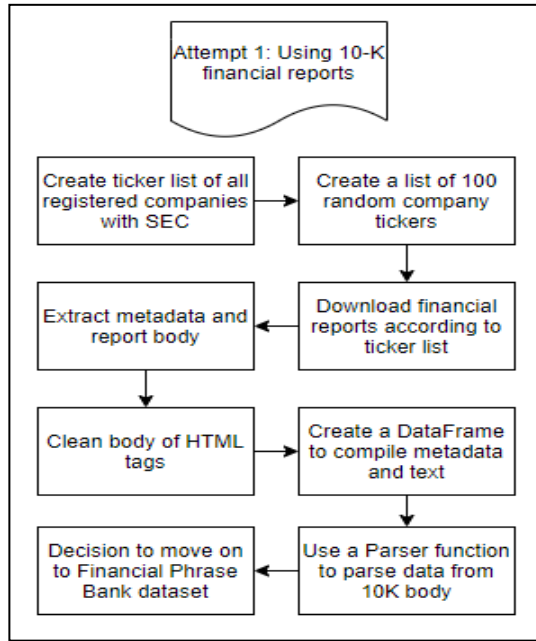 Attempt 1: Using 10-K
financial reports
Create ticker list of all
registered companies
with SEC
Create a list of 100
random company
tickers
Download financial
reports according to
ticker list
Extract metadata and
report body
Clean body of HTML
tags
Create a DataFrame
to compile metadata
and text
Use a Parser function
to parse data from
10K body
Decision to move on
to Financial Phrase
Bank dataset